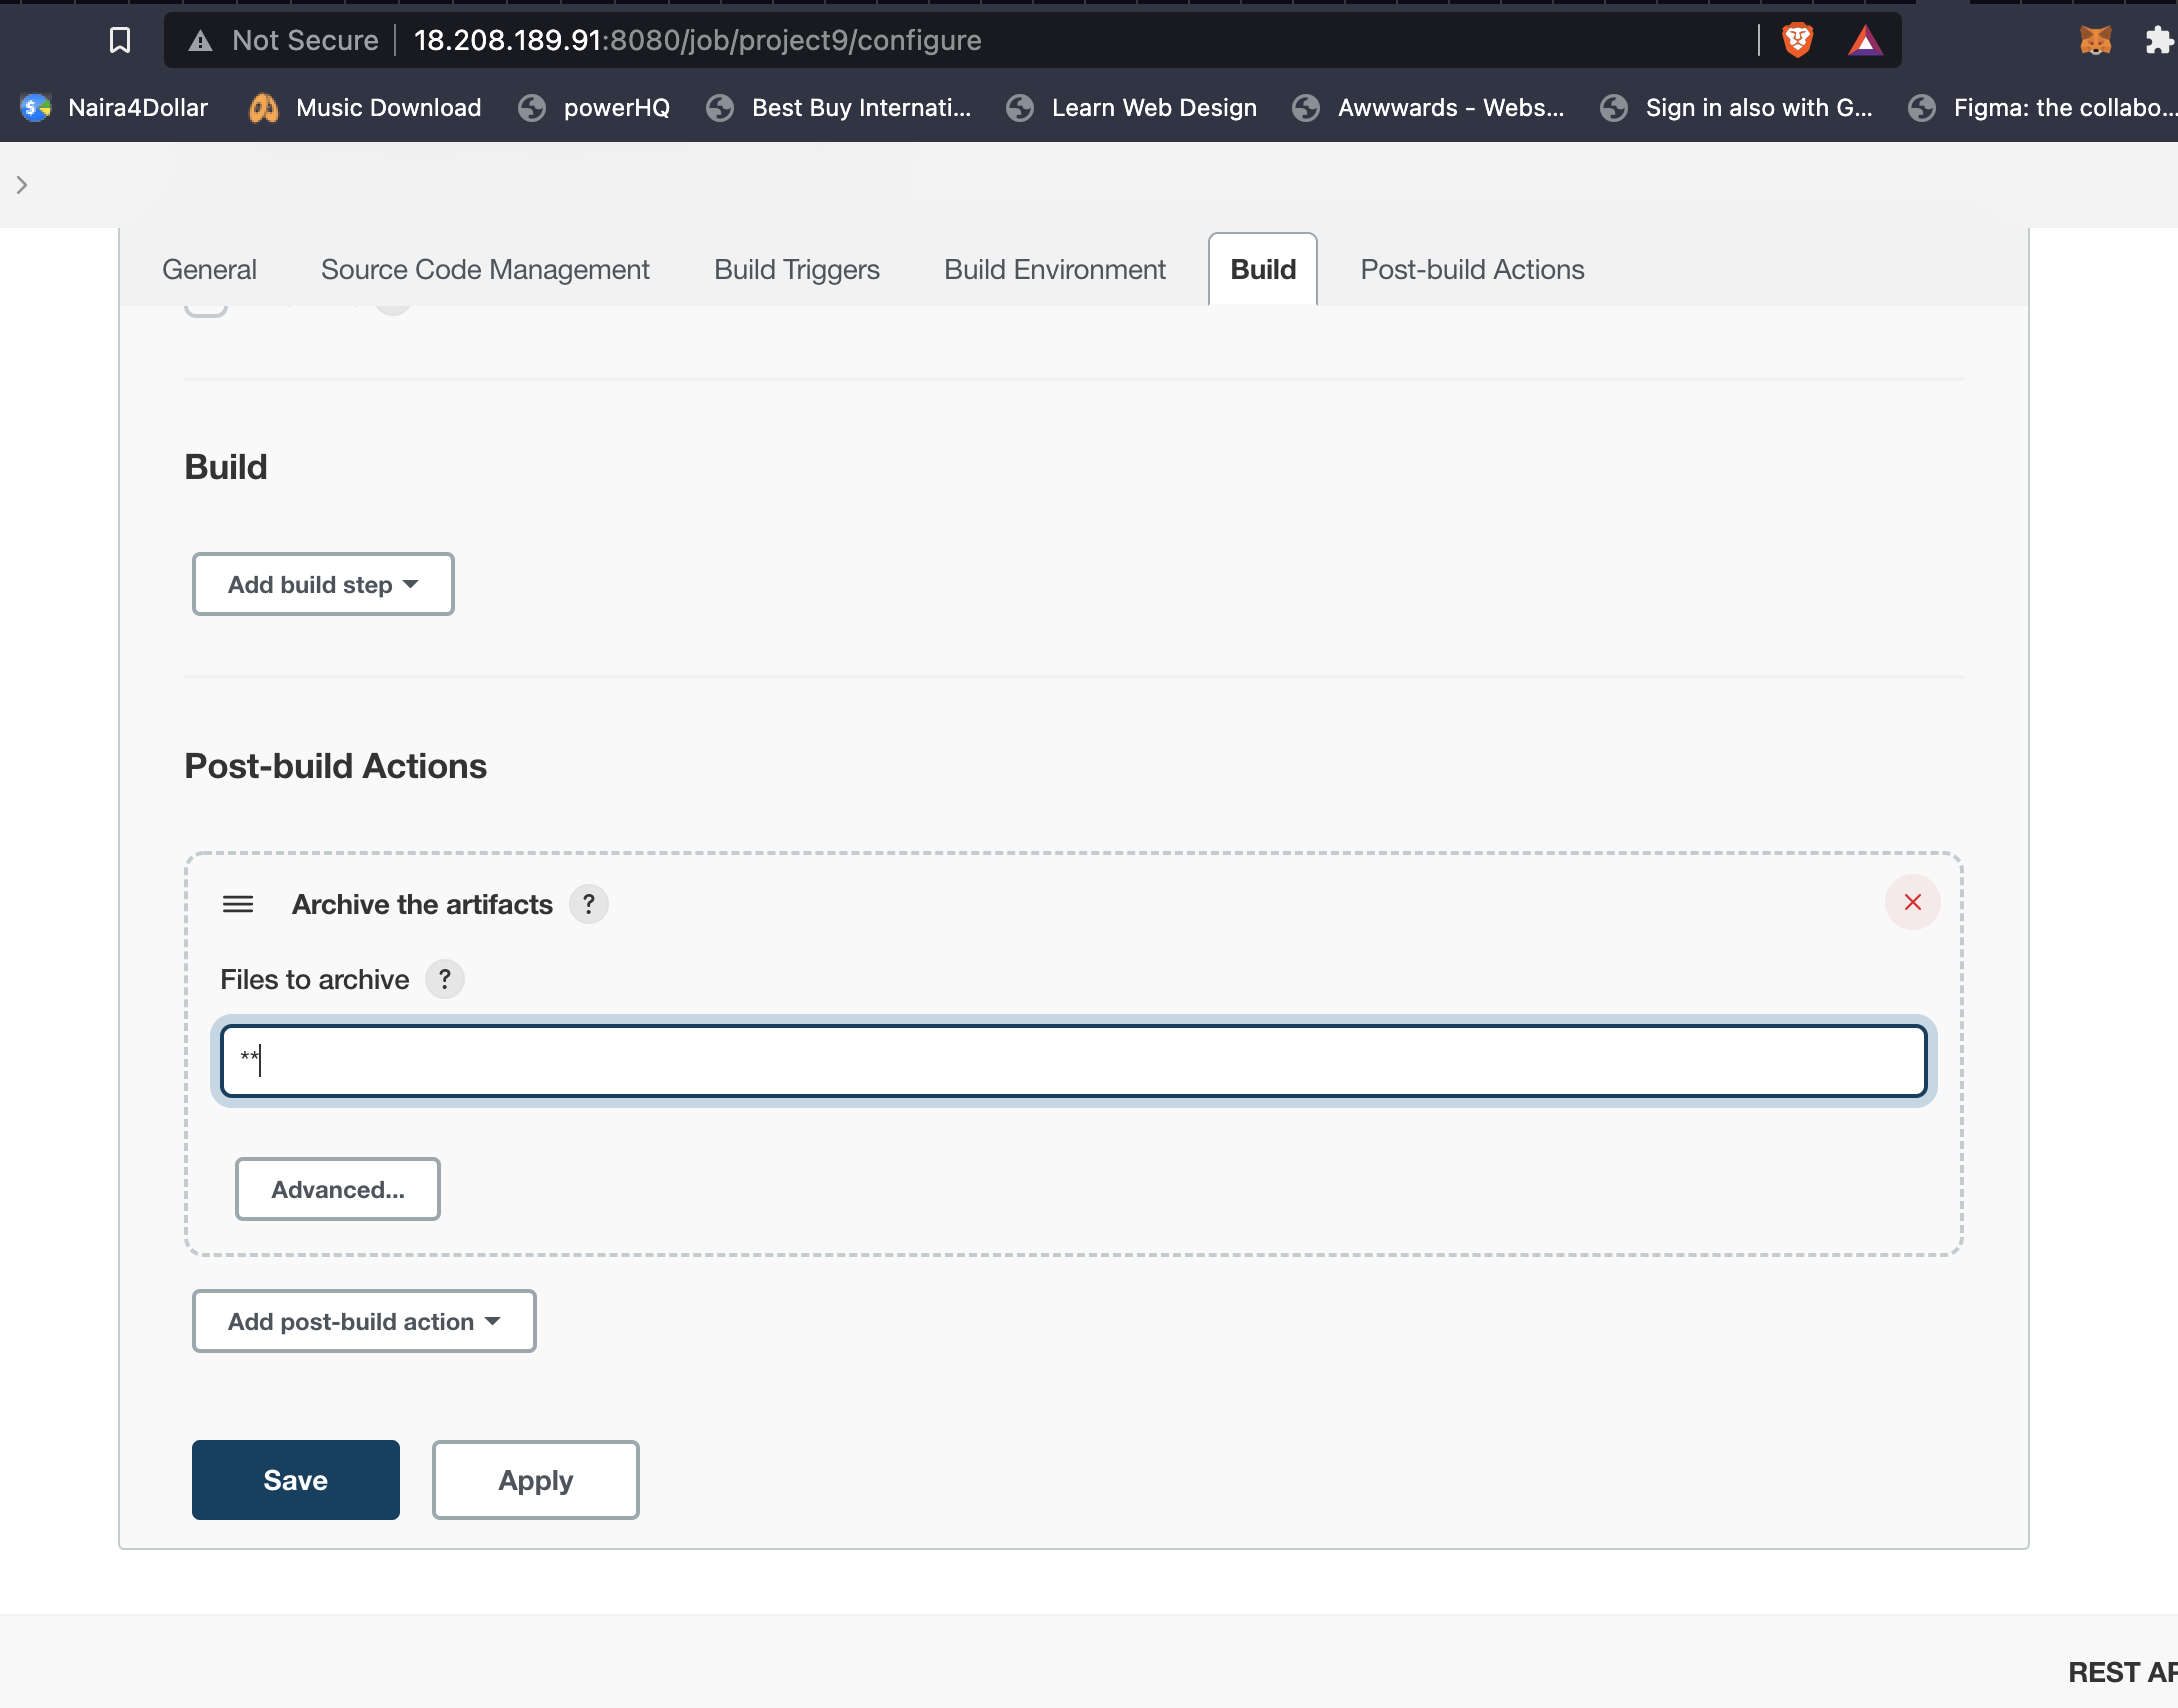 Not Secure 18.208.189.91:8080/job/project9/configure
Naira4Dollar Music Download powerHQ Best Buy Internati... Learn Web Design Awwwards - Webs... Sign in also with G... Figma: the collabo...
General Source Code Management Build Triggers Build Environment Build Post-build Actions
Build
Add build step
Post-build Actions
Archive the artifacts ?
Files to archive ?
**
Advanced...
Add post-build action
Save Apply
REST AP